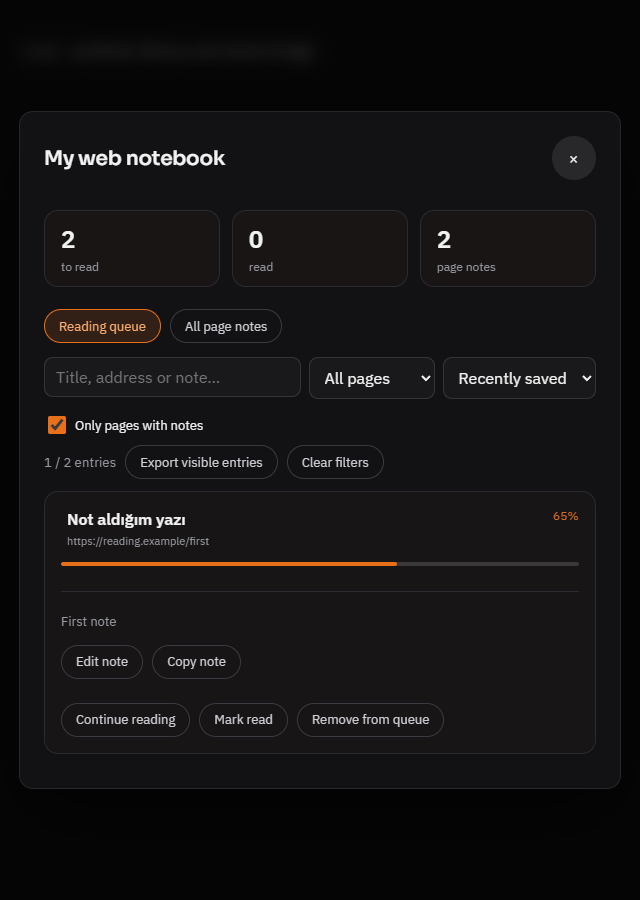 My web notebook
×
2
to read
0
read
2
page notes
Reading queue
All page notes
Title, address or note...
All pages
Recently saved
Only pages with notes
1 / 2 entries
Export visible entries
Clear filters
Not aldığım yazı
65%
https://reading.example/first
First note
Edit note
Copy note
Continue reading
Mark read
Remove from queue